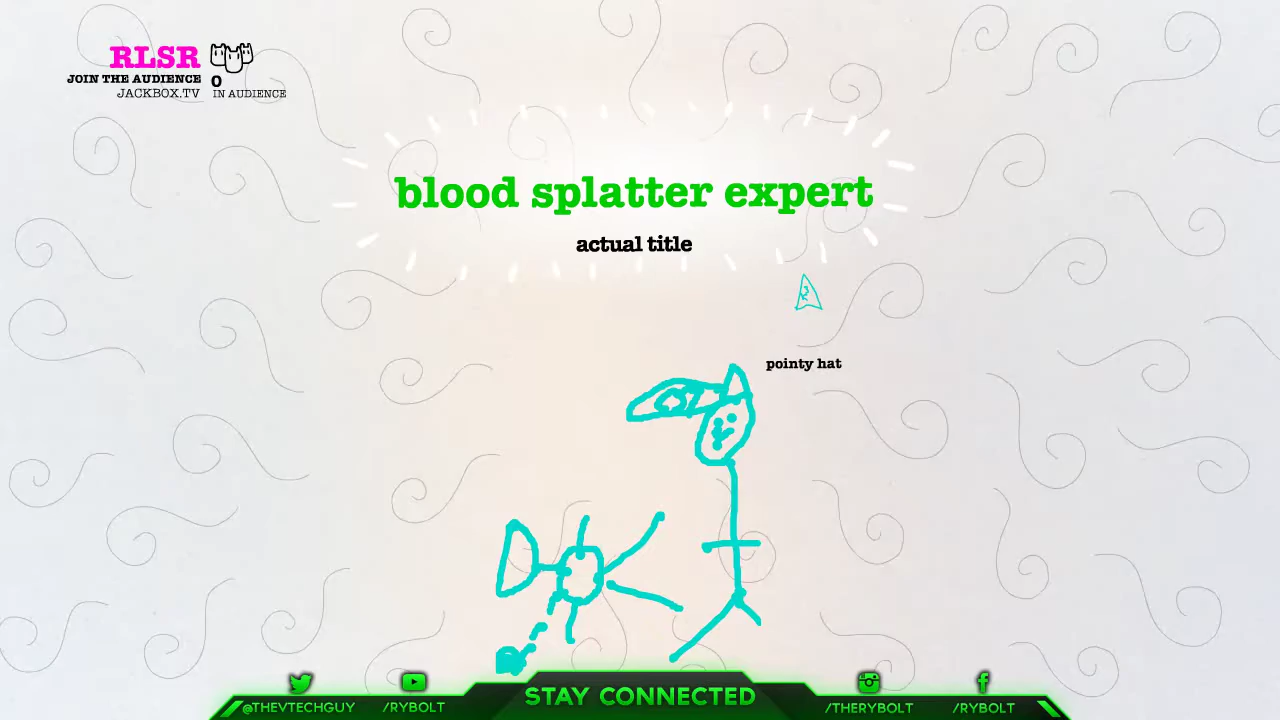 RLSR
JOIN THE AUDIENCE
JACKBOX.TV
0
IN AUDIENCE
blood splatter expert
actual title
pointy hat
STAY CONNECTED
@THEVTECHGUY
/RYBOLT
/THERYBOLT
/RYBOLT